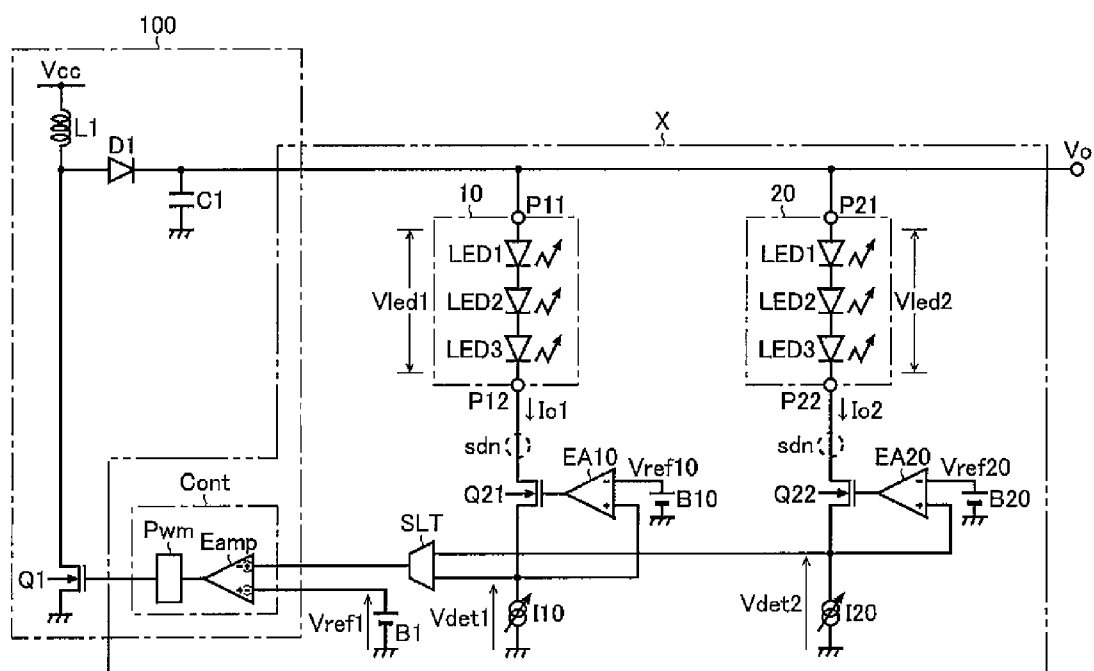 100
Vcc
L1
D1
C1
X
Vo
10
P11
LED1
LED2
LED3
Vled1
P12
Io1
sdn
EA10
Vref10
B10
Q21
20
P21
LED1
LED2
LED3
Vled2
P22
Io2
sdn
EA20
Vref20
B20
Q22
Cont
Pwm
Eamp
SLT
Q1
Vref1
B1
Vdet1
I10
Vdet2
I20